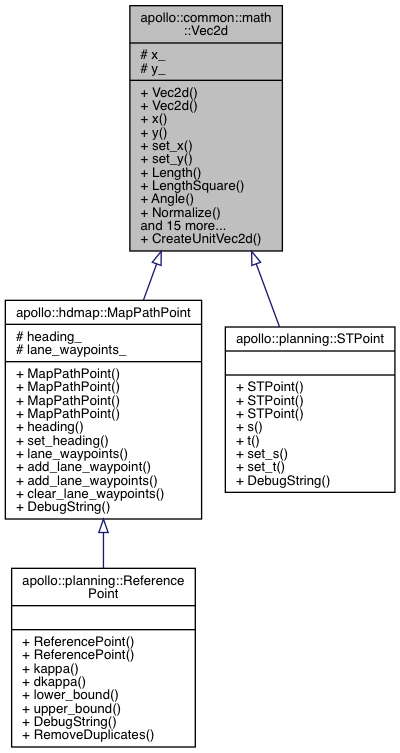 apollo::common::math
::Vec2d
# x_
# y_
+ Vec2d()
+ Vec2d()
+ x()
+ y()
+ set_x()
+ set_y()
+ Length()
+ LengthSquare()
+ Angle()
+ Normalize()
and 15 more...
+ CreateUnitVec2d()
apollo::hdmap::MapPathPoint
# heading_
# lane_waypoints_
+ MapPathPoint()
+ MapPathPoint()
+ MapPathPoint()
+ MapPathPoint()
+ heading()
+ set_heading()
+ lane_waypoints()
+ add_lane_waypoint()
+ add_lane_waypoints()
+ clear_lane_waypoints()
+ DebugString()
apollo::planning::STPoint
+ STPoint()
+ STPoint()
+ STPoint()
+ s()
+ t()
+ set_s()
+ set_t()
+ DebugString()
apollo::planning::Reference
Point
+ ReferencePoint()
+ ReferencePoint()
+ kappa()
+ dkappa()
+ lower_bound()
+ upper_bound()
+ DebugString()
+ RemoveDuplicates()